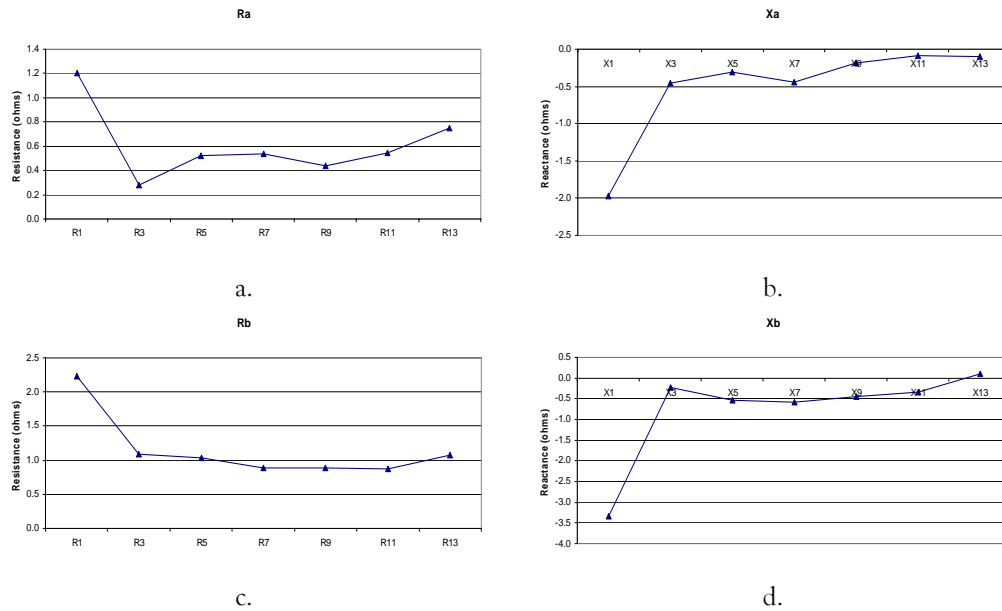 Ra
Resistance (ohms)
1.4
1.2
1.0
0.8
0.6
0.4
0.2
0.0
R1 R3 R5 R7 R9 R11 R13
a.
Xa
Reactance (ohms)
0.0
-0.5
-1.0
-1.5
-2.0
-2.5
X1 X3 X5 X7 X9 X11 X13
b.
Rb
Resistance (ohms)
2.5
2.0
1.5
1.0
0.5
0.0
R1 R3 R5 R7 R9 R11 R13
c.
Xb
Reactance (ohms)
0.5
0.0
-0.5
-1.0
-1.5
-2.0
-2.5
-3.0
-3.5
-4.0
X1 X3 X5 X7 X9 X11 X13
d.